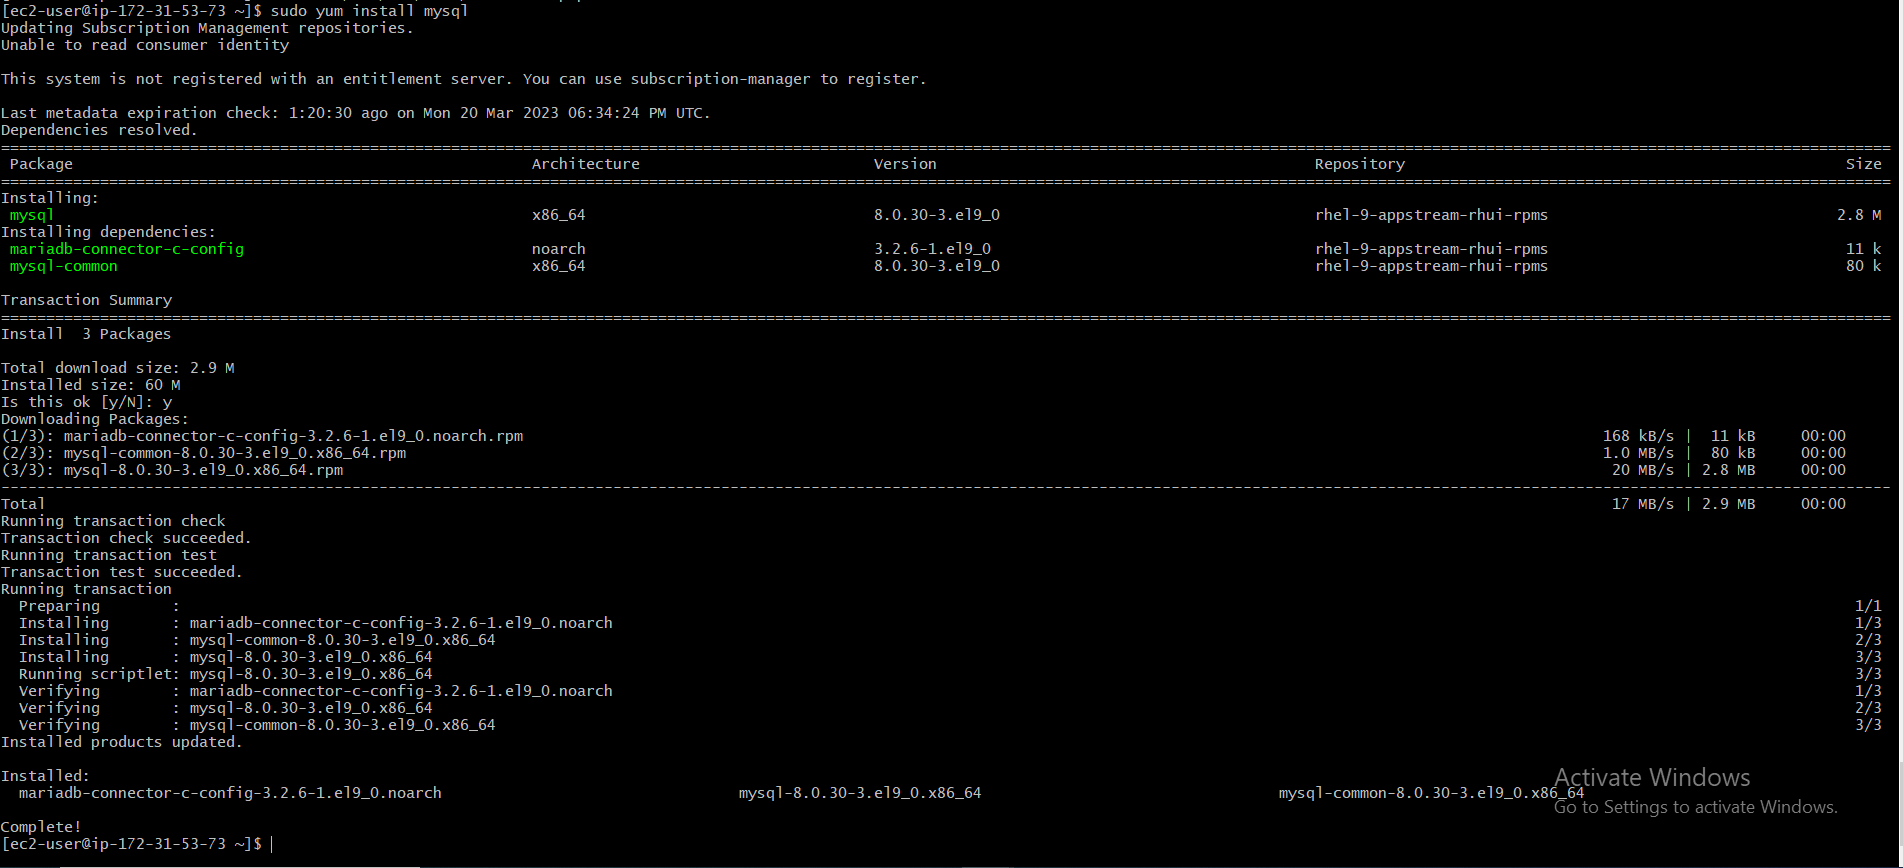 [ec2-user@ip-172-31-53-73 ~]$ sudo yum install mysql
Updating Subscription Management repositories.
Unable to read consumer identity
This system is not registered with an entitlement server. You can use subscription-manager to register.
Last metadata expiration check: 1:20:30 ago on Mon 20 Mar 2023 06:34:24 PM UTC.
Dependencies resolved.
Package Architecture Version Repository Size
Installing:
mysql x86_64 8.0.30-3.el9_0 rhel-9-appstream-rhui-rpms 2.8 M
Installing dependencies:
mariadb-connector-c-config noarch 3.2.6-1.el9_0 rhel-9-appstream-rhui-rpms 11 k
mysql-common x86_64 8.0.30-3.el9_0 rhel-9-appstream-rhui-rpms 80 k
Transaction Summary
Install 3 Packages
Total download size: 2.9 M
Installed size: 60 M
Is this ok [y/N]: y
Downloading Packages:
(1/3): mariadb-connector-c-config-3.2.6-1.el9_0.noarch.rpm 168 kB/s | 11 kB 00:00
(2/3): mysql-common-8.0.30-3.el9_0.x86_64.rpm 1.0 MB/s | 80 kB 00:00
(3/3): mysql-8.0.30-3.el9_0.x86_64.rpm 20 MB/s | 2.8 MB 00:00
Total 17 MB/s | 2.9 MB 00:00
Running transaction check
Transaction check succeeded.
Running transaction test
Transaction test succeeded.
Running transaction
Preparing : 1/1
Installing : mariadb-connector-c-config-3.2.6-1.el9_0.noarch 1/3
Installing : mysql-common-8.0.30-3.el9_0.x86_64 2/3
Installing : mysql-8.0.30-3.el9_0.x86_64 3/3
Running scriptlet: mysql-8.0.30-3.el9_0.x86_64 3/3
Verifying : mariadb-connector-c-config-3.2.6-1.el9_0.noarch 1/3
Verifying : mysql-8.0.30-3.el9_0.x86_64 2/3
Verifying : mysql-common-8.0.30-3.el9_0.x86_64 3/3
Installed products updated.
Installed:
mariadb-connector-c-config-3.2.6-1.el9_0.noarch mysql-8.0.30-3.el9_0.x86_64 mysql-common-8.0.30-3.el9_0.x86_64
Complete!
[ec2-user@ip-172-31-53-73 ~]$
Activate Windows
Go to Settings to activate Windows.